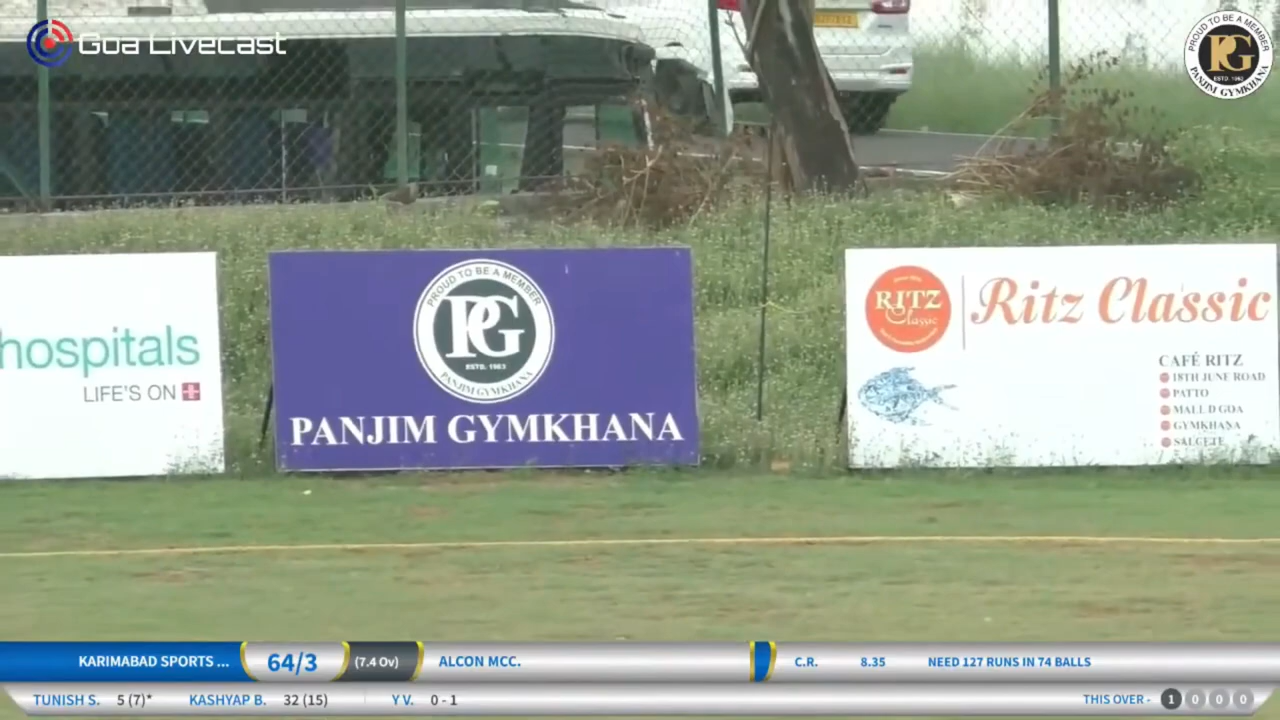 Goa Livecast
PROUD TO BE A MEMBER
PG
ESTD. 1963
PANJIM GYMKHANA
hospitals
LIFE'S ON
PROUD TO BE A MEMBER
PG
ESTD. 1963
PANJIM GYMKHANA
PANJIM GYMKHANA
RITZ
Classic
Ritz Classic
CAFÉ RITZ
18TH JUNE ROAD
PATTO
MALL D GOA
GYMKHANA
SALCETE
KARIMABAD SPORTS ... 64/3 (7.4 Ov) ALCON MCC. C.R. 8.35 NEED 127 RUNS IN 74 BALLS
TUNISH S. 5 (7)* KASHYAP B. 32 (15) Y V. 0 - 1 THIS OVER - 1 0 0 0